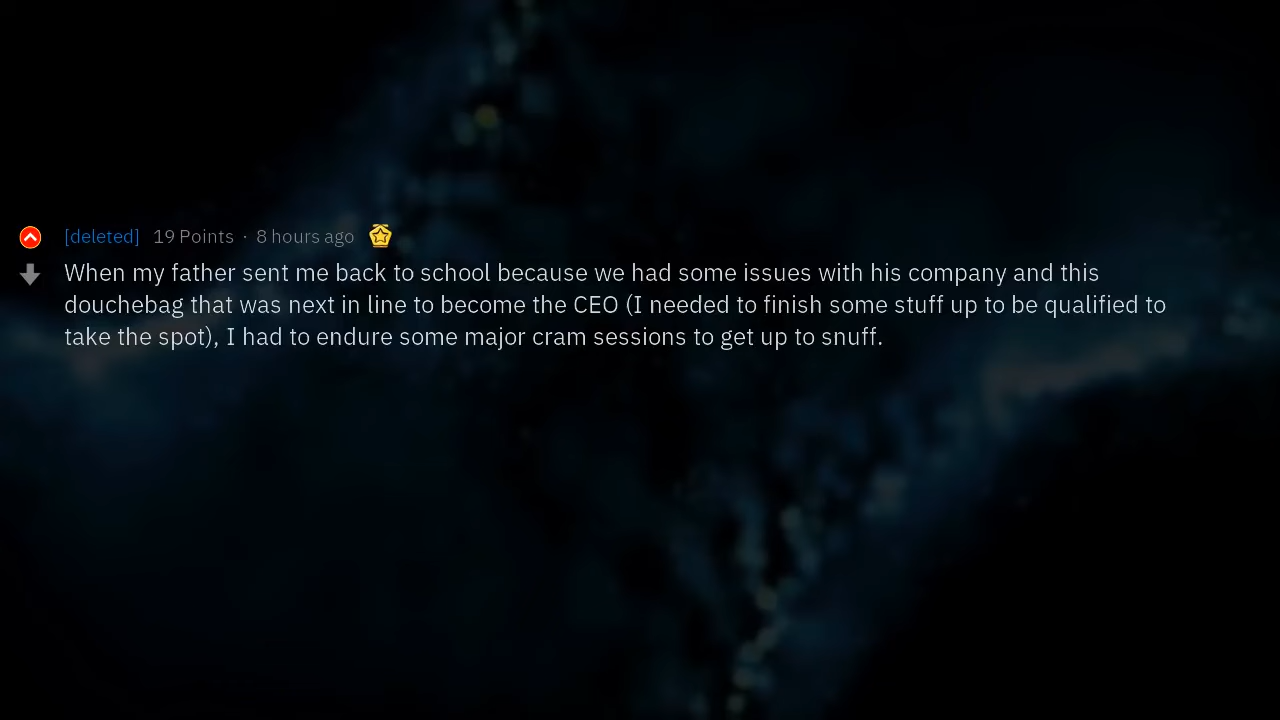 [deleted] 19 Points · 8 hours ago
When my father sent me back to school because we had some issues with his company and this
douchebag that was next in line to become the CEO (I needed to finish some stuff up to be qualified to
take the spot), I had to endure some major cram sessions to get up to snuff.